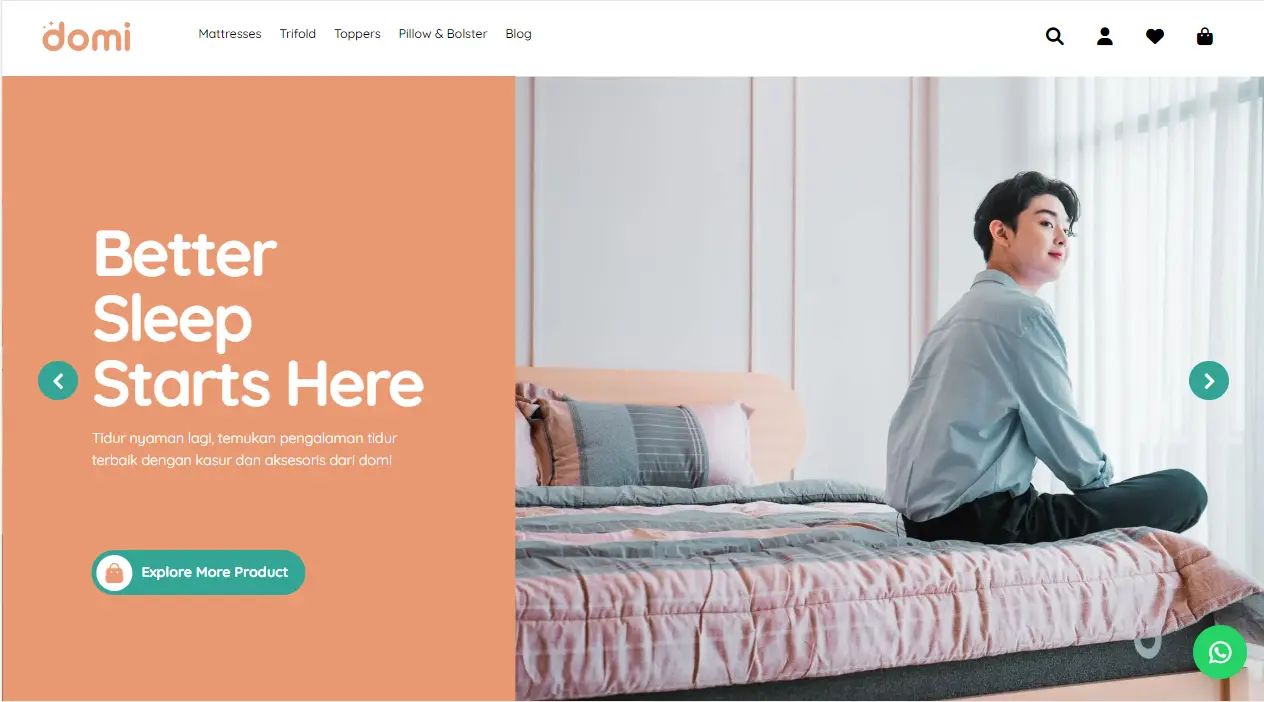 domi
Mattresses
Trifold
Toppers
Pillow & Bolster
Blog
Better
Sleep
Starts Here
Tidur nyaman lagi, temukan pengalaman tidur
terbaik dengan kasur dan aksesoris dari domi
Explore More Product